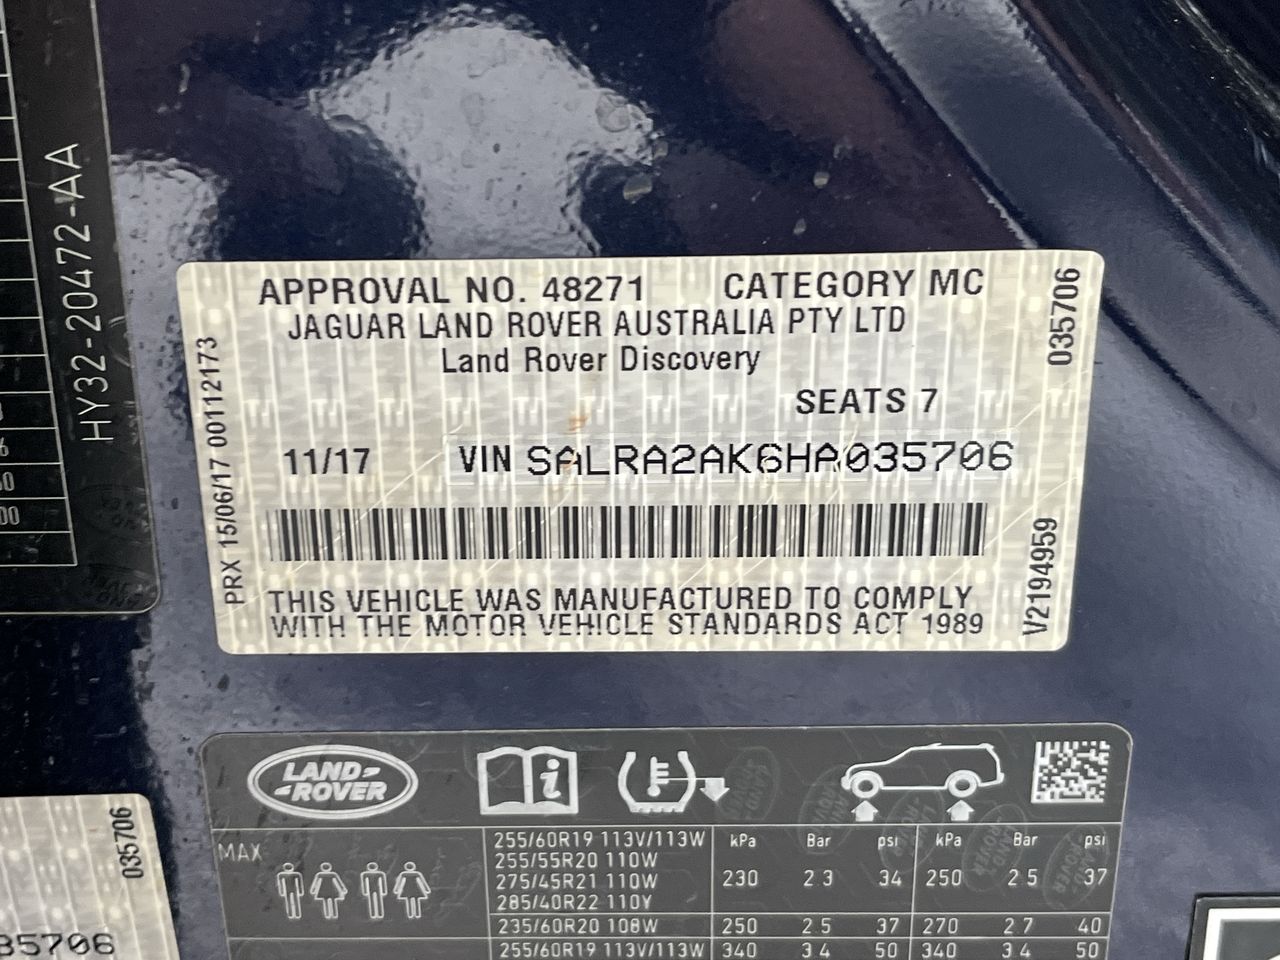 HY32-20472-AA
APPROVAL NO. 48271 CATEGORY MC
JAGUAR LAND ROVER AUSTRALIA PTY LTD
Land Rover Discovery
SEATS 7
11/17 VIN SALRA2AK6HA035706
THIS VEHICLE WAS MANUFACTURED TO COMPLY
WITH THE MOTOR VEHICLE STANDARDS ACT 1989
PRX 15/06/17 00112173
035706
V2194959
LAND-
-ROVER
MAX
255/60R19 113V/113W kPa Bar psi kPa Bar psi
255/55R20 110W
275/45R21 110W 230 2 3 34 250 2 5 37
285/40R22 110Y
235/60R20 108W 250 2.5 37 270 2 7 40
255/60R19 113V/113W 340 3 4 50 340 3 4 50
035706
35706